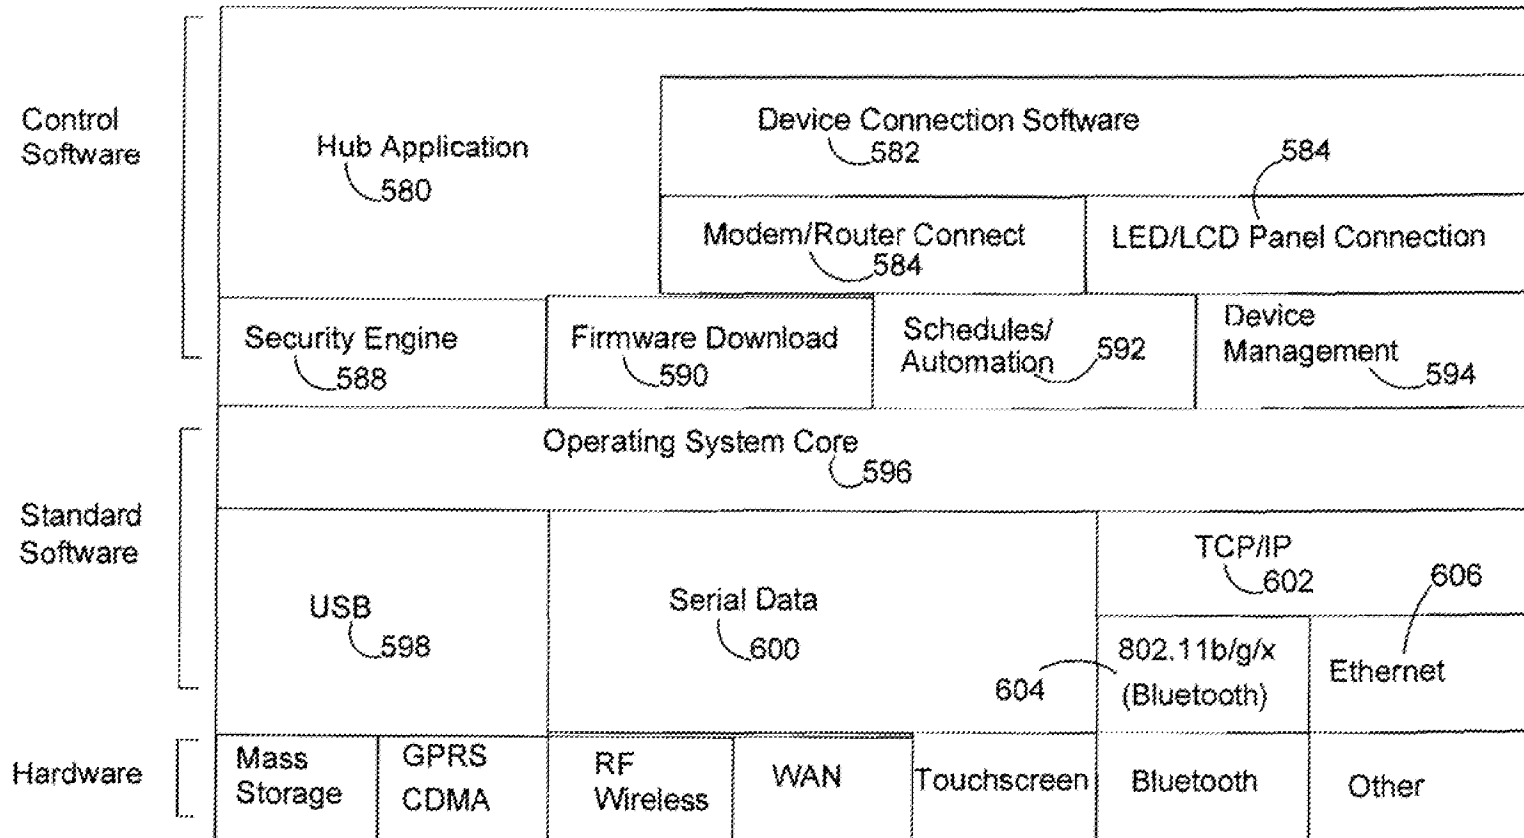 Control
Software
Hub Application
580
Device Connection Software
582
584
Modem/Router Connect
584
LED/LCD Panel Connection
Security Engine
588
Firmware Download
590
Schedules/
Automation
592
Device
Management
594
Standard
Software
Operating System Core
596
USB
598
Serial Data
600
TCP/IP
602
606
604
802.11b/g/x
(Bluetooth)
Ethernet
Hardware
Mass
Storage
GPRS
CDMA
RF
Wireless
WAN
Touchscreen
Bluetooth
Other